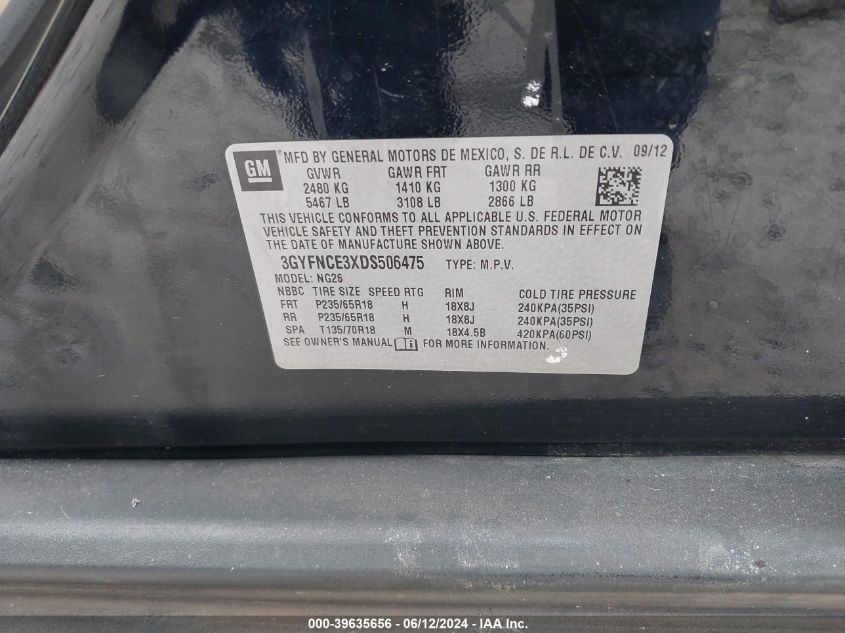 GM ® MFD BY GENERAL MOTORS DE MEXICO, S. DE R.L. DE C.V. 09/12
GVWR GAWR FRT GAWR RR
2480 KG 1410 KG 1300 KG
5467 LB 3108 LB 2866 LB
THIS VEHICLE CONFORMS TO ALL APPLICABLE U.S. FEDERAL MOTOR
VEHICLE SAFETY AND THEFT PREVENTION STANDARDS IN EFFECT ON
THE DATE OF MANUFACTURE SHOWN ABOVE.
3GYFNCE3XDS506475 TYPE: M.P.V.
MODEL: NG26
NBBC TIRE SIZE SPEED RTG RIM COLD TIRE PRESSURE
FRT P235/65R18 H 18X8J 240KPA(35PSI)
RR P235/65R18 H 18X8J 240KPA(35PSI)
SPA T135/70R18 M 18X4.5B 420KPA(60PSI)
SEE OWNER'S MANUAL FOR MORE INFORMATION.
000-39635656 - 06/12/2024 - IAA Inc.